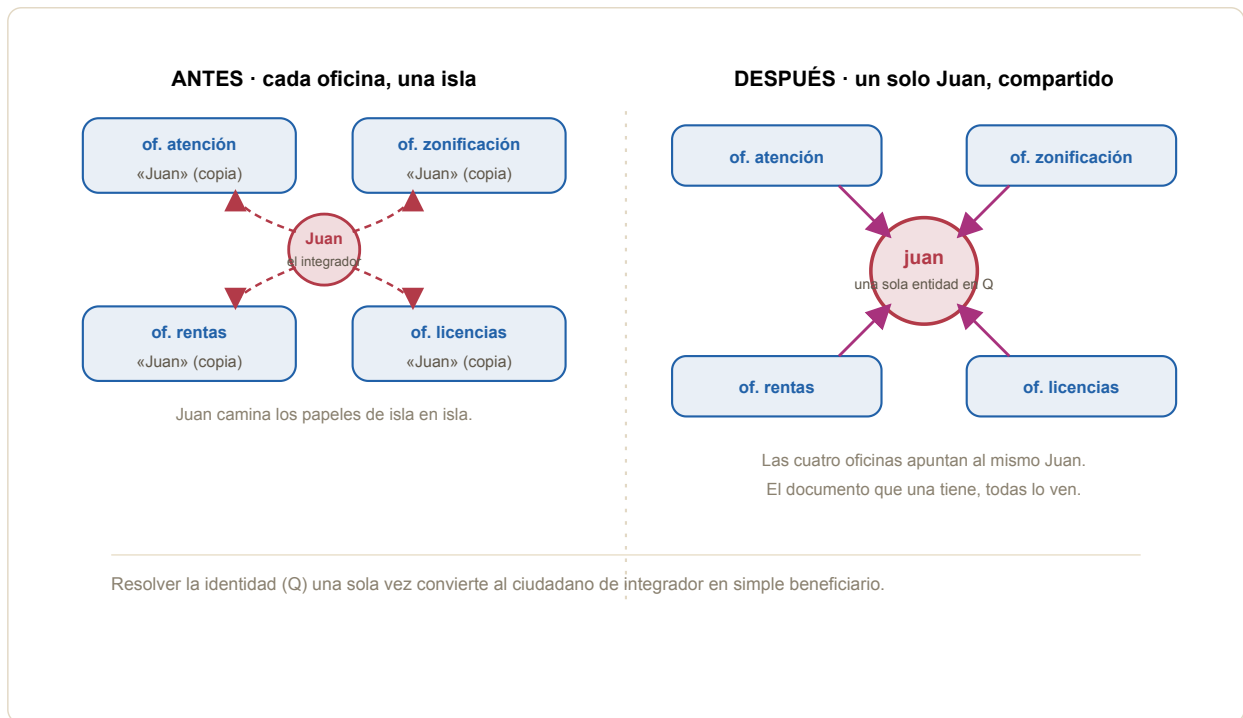 ANTES · cada oficina, una isla
of. atención
«Juan» (copia)
of. zonificación
«Juan» (copia)
Juan
el integrador
of. rentas
«Juan» (copia)
of. licencias
«Juan» (copia)
Juan camina los papeles de isla en isla.
DESPUÉS · un solo Juan, compartido
of. atención
of. zonificación
juan
una sola entidad en Q
of. rentas
of. licencias
Las cuatro oficinas apuntan al mismo Juan.
El documento que una tiene, todas lo ven.
Resolver la identidad (Q) una sola vez convierte al ciudadano de integrador en simple beneficiario.